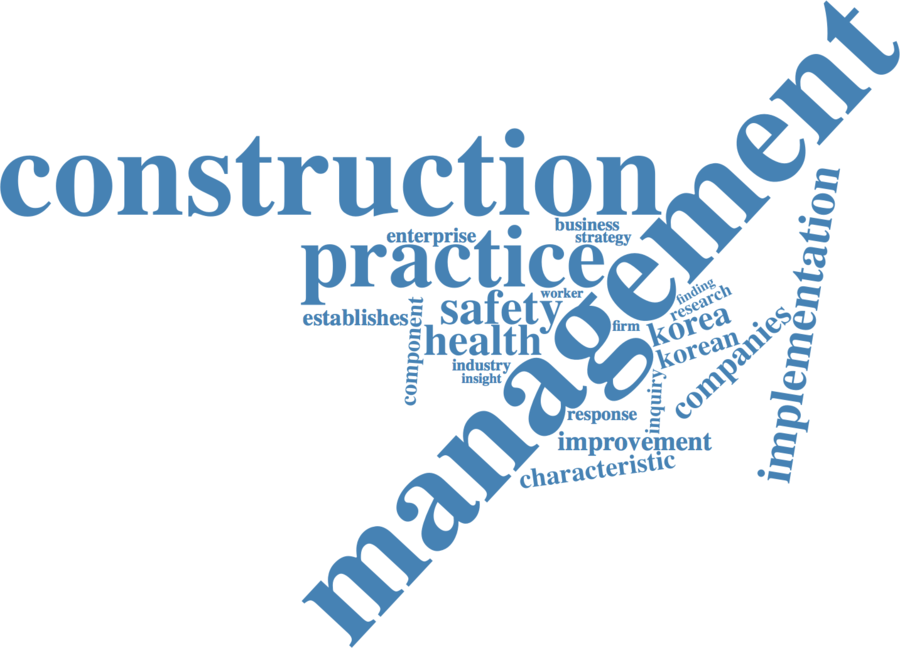 management
construction
implementation
business
enterprise
strategy
practice
finding
worker
research
safety
establishes
component
firm
korea
health
korean
companies
industry
insight
inquiry
response
improvement
characteristic